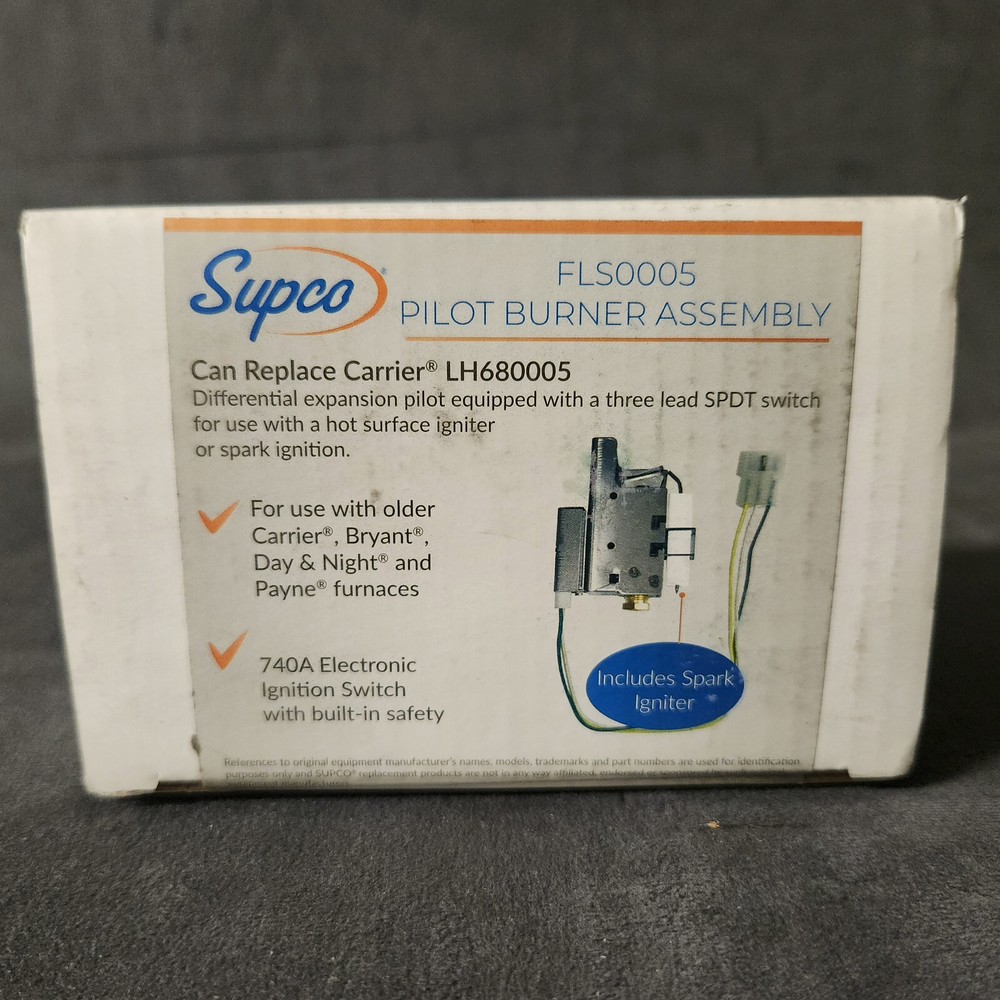 Supco
FLS0005
PILOT BURNER ASSEMBLY
Can Replace Carrier® LH680005
Differential expansion pilot equipped with a three lead SPDT switch
for use with a hot surface igniter
or spark ignition.
For use with older
Carrier®, Bryant®,
Day & Night® and
Payne® furnaces
740A Electronic
Ignition Switch
with built-in safety
Includes Spark
Igniter
References to original equipment manufacturer's names, models, trademarks and part numbers are used for identification
purposes only and SUPCO® replacement products are not in any way affiliated, endorsed or sponsored by